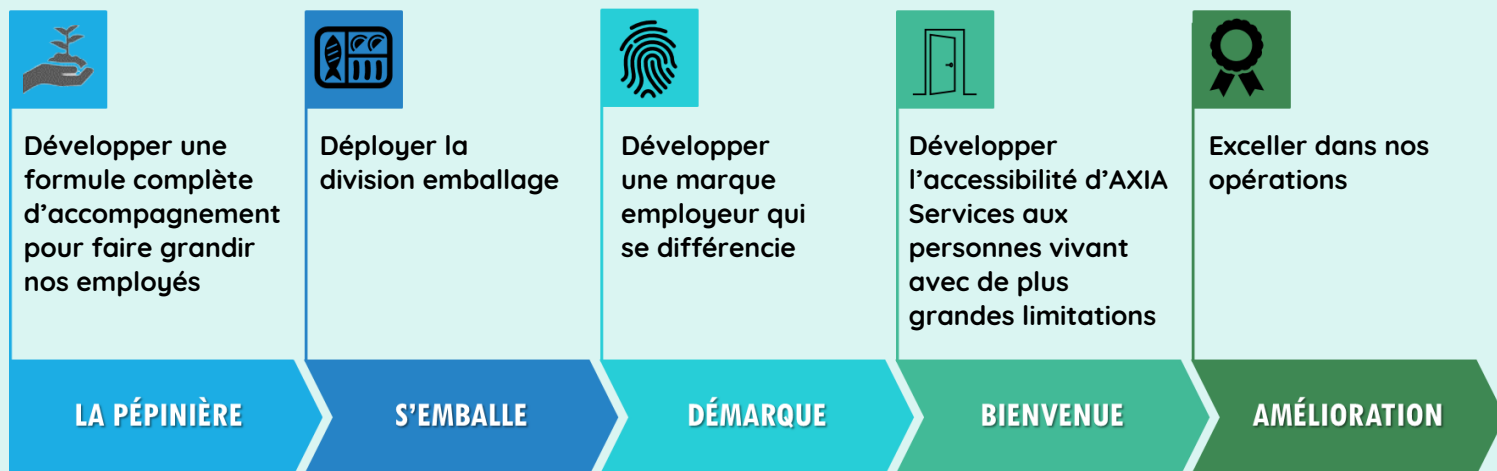 Développer une
formule complète
d’accompagnement
pour faire grandir
nos employés
Déployer la
division emballage
Développer
une marque
employeur qui
se différencie
Développer
l’accessibilité d’AXIA
Services aux
personnes vivant
avec de plus
grandes limitations
Exceller dans nos
opérations
LA PÉPINIÈRE
S’EMBALLE
DÉMARQUE
BIENVENUE
AMÉLIORATION